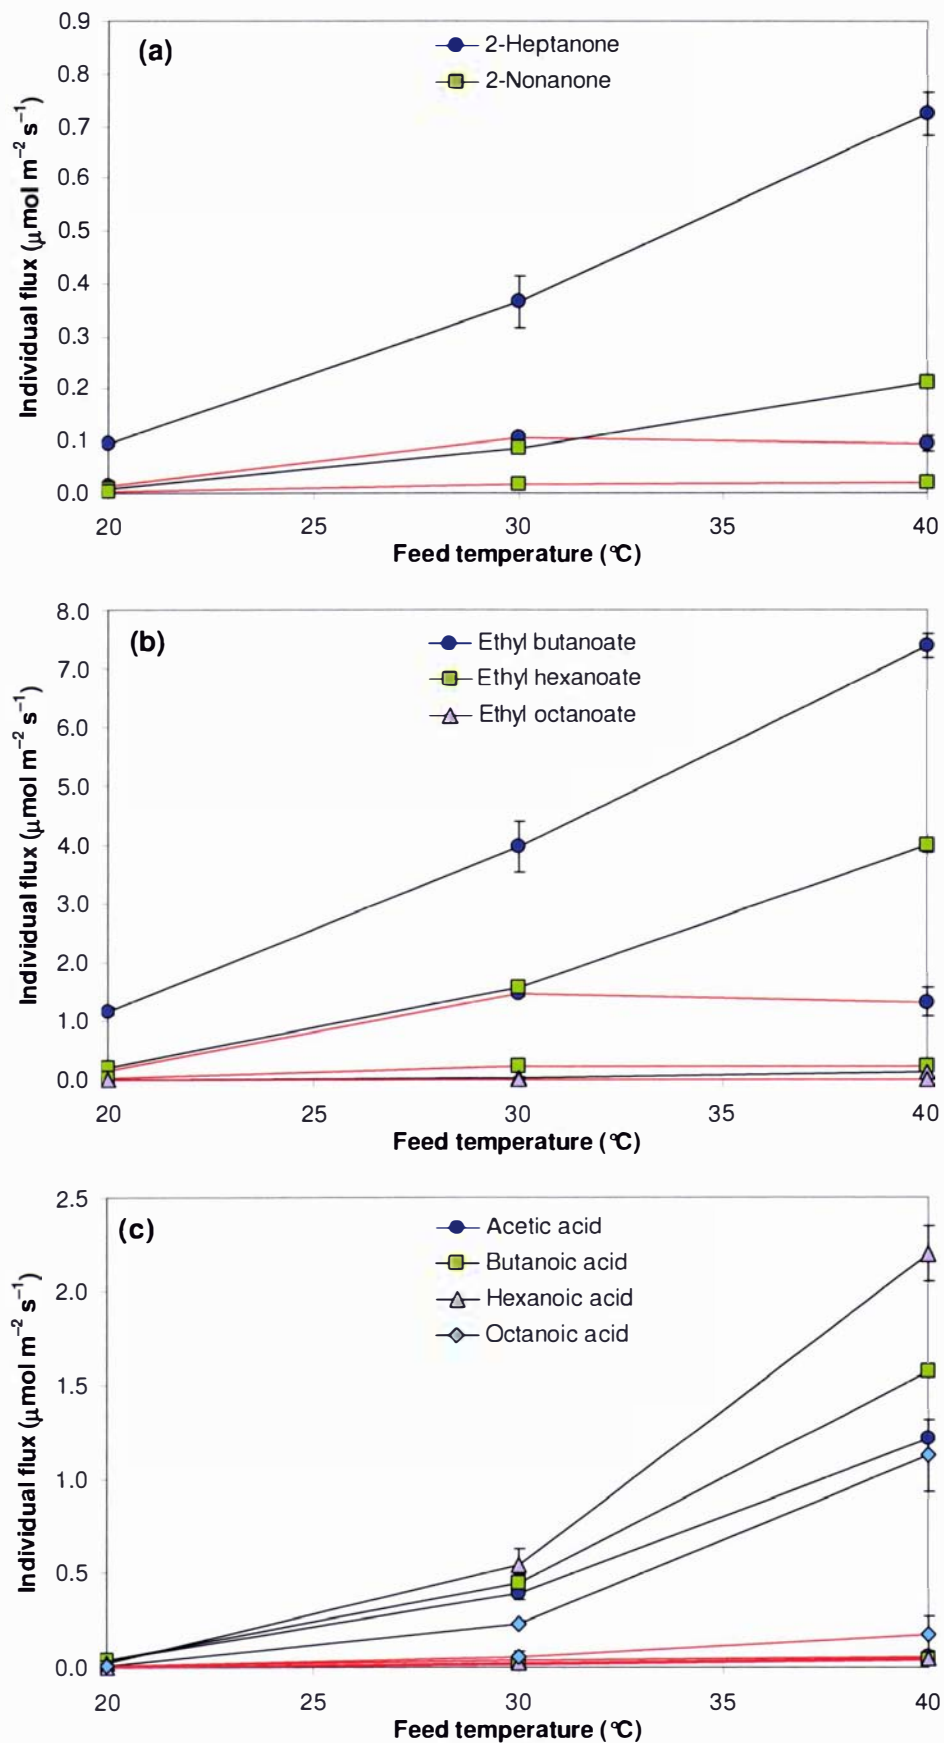 (a)
2-Heptanone
2-Nonanone
Individual flux (μmol m⁻² s⁻¹)
0.9
0.8
0.7
0.6
0.5
0.4
0.3
0.2
0.1
0.0
20 25 30 35 40
Feed temperature (°C)
(b)
Ethyl butanoate
Ethyl hexanoate
Ethyl octanoate
Individual flux (μmol m⁻² s⁻¹)
8.0
7.0
6.0
5.0
4.0
3.0
2.0
1.0
0.0
20 25 30 35 40
Feed temperature (°C)
(c)
Acetic acid
Butanoic acid
Hexanoic acid
Octanoic acid
Individual flux (μmol m⁻² s⁻¹)
2.5
2.0
1.5
1.0
0.5
0.0
20 25 30 35 40
Feed temperature (°C)